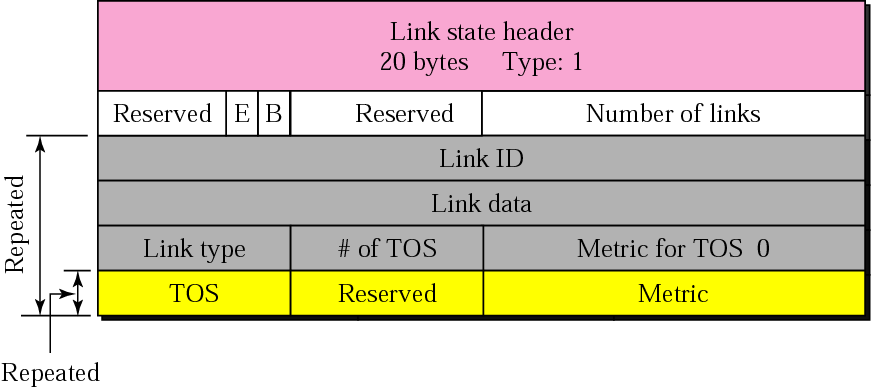 Link state header
20 bytes Type: 1
Reserved E B Reserved Number of links
Link ID
Link data
Link type # of TOS Metric for TOS 0
TOS Reserved Metric
Repeated
Repeated